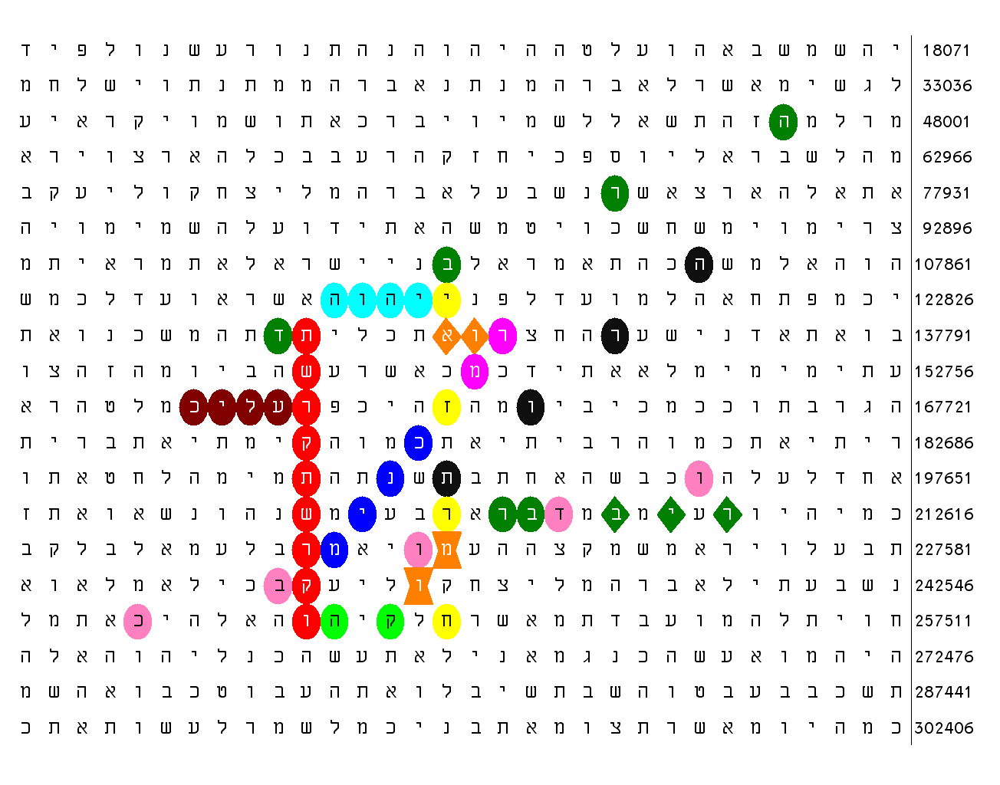 18071 י ה ש מ ש ב א ה ו ע ל ט ה ה י ה ו ה נ ה ת נ ו ר ע ש נ ו ל פ י ד
33036 ל ג ש י מ א ש ר ל א ב ר ה מ נ ת נ א ב ר ה מ מ ת נ ת ו י ש ל ח מ
48001 מ ר ל מ ה ז ה ת ש א ל ל ש מ י ו י ב ר כ א ת ו ש מ ו י ק ר א י ע
62966 מ ה ל ש ב ר א ל י ו ס פ כ י ח ז ק ה ר ע ב ב כ ל ה א ר צ ו י ר א
77931 א ת א ל ה א ר צ א ש ר נ ש ב ע ל א ב ר ה מ ל י צ ח ק ו ל י ע ק ב
92896 צ ר י מ ו י מ ש ח ש כ ו י ט מ ש ה א ת י ד ו ע ל ה ש מ י מ ו י ה
107861 ה ו ה א ל מ ש ה כ ה ת א מ ר א ל ב נ י י ש ר א ל א ת מ ר א י ת מ
122826 י כ מ פ ת ח א ה ל מ ו ע ד ל פ נ י י ה ו ה א ש ר א ו ע ד ל כ מ ש
137791 ב ו א ת א ד נ י ש ע ר ה ח צ ר ו א ת כ ל י ת ד ת ה מ ש כ נ ו א ת
152756 ע ת י מ י מ י מ ל א א ת י ד כ מ כ א ש ר ע ש ה ב י ו מ ה ז ה צ ו
167721 ה ג ר ב ת ו כ כ מ כ י ב י ו מ ה ז ה י כ פ ר ע ל י כ מ ל ט ה ר א
182686 ר י ת י א ת כ מ ו ה ר ב י ת י א ת כ מ ו ה ק י מ ת י א ת ב ר י ת
197651 א ח ד ל ע ל ה ו כ ב ש ה א ח ת ב ת ש נ ת ה ת מ י מ ה ל ח ט א ת ו
212616 כ מ י ה י ו ר ע י מ ב מ ד ב ר א ר ב ע י מ ש נ ה ו נ ש א ו א ת ז
227581 ת ב ע ל ו י ר א מ ש מ ק צ ה ה ע מ ו י א מ ר ב ל ע מ א ל ב ל ק ב
242546 נ ש ב ע ת י ל א ב ר ה מ ל י צ ח ק ו ל י ע ק ב כ י ל א מ ל א ו א
257511 ח ו י ת ל ה מ ו ע ב ד ת מ א ש ר ח ל ק י ה ו ה א ל ה י כ א ת מ ל
272476 ה י ה מ ו א ע ש ה כ נ ג מ א נ י ל א ת ע ש ה כ נ ל י ה ו ה א ל ה
287441 ת ש כ ב ב ע ב ט ו ה ש ב ת ש י ב ל ו א ת ה ע ב ו ט כ ב ו א ה ש מ
302406 כ מ ה י ו מ א ש ר ת צ ו מ א ת ב נ י כ מ ל ש מ ר ל ע ש ו ת א ת כ